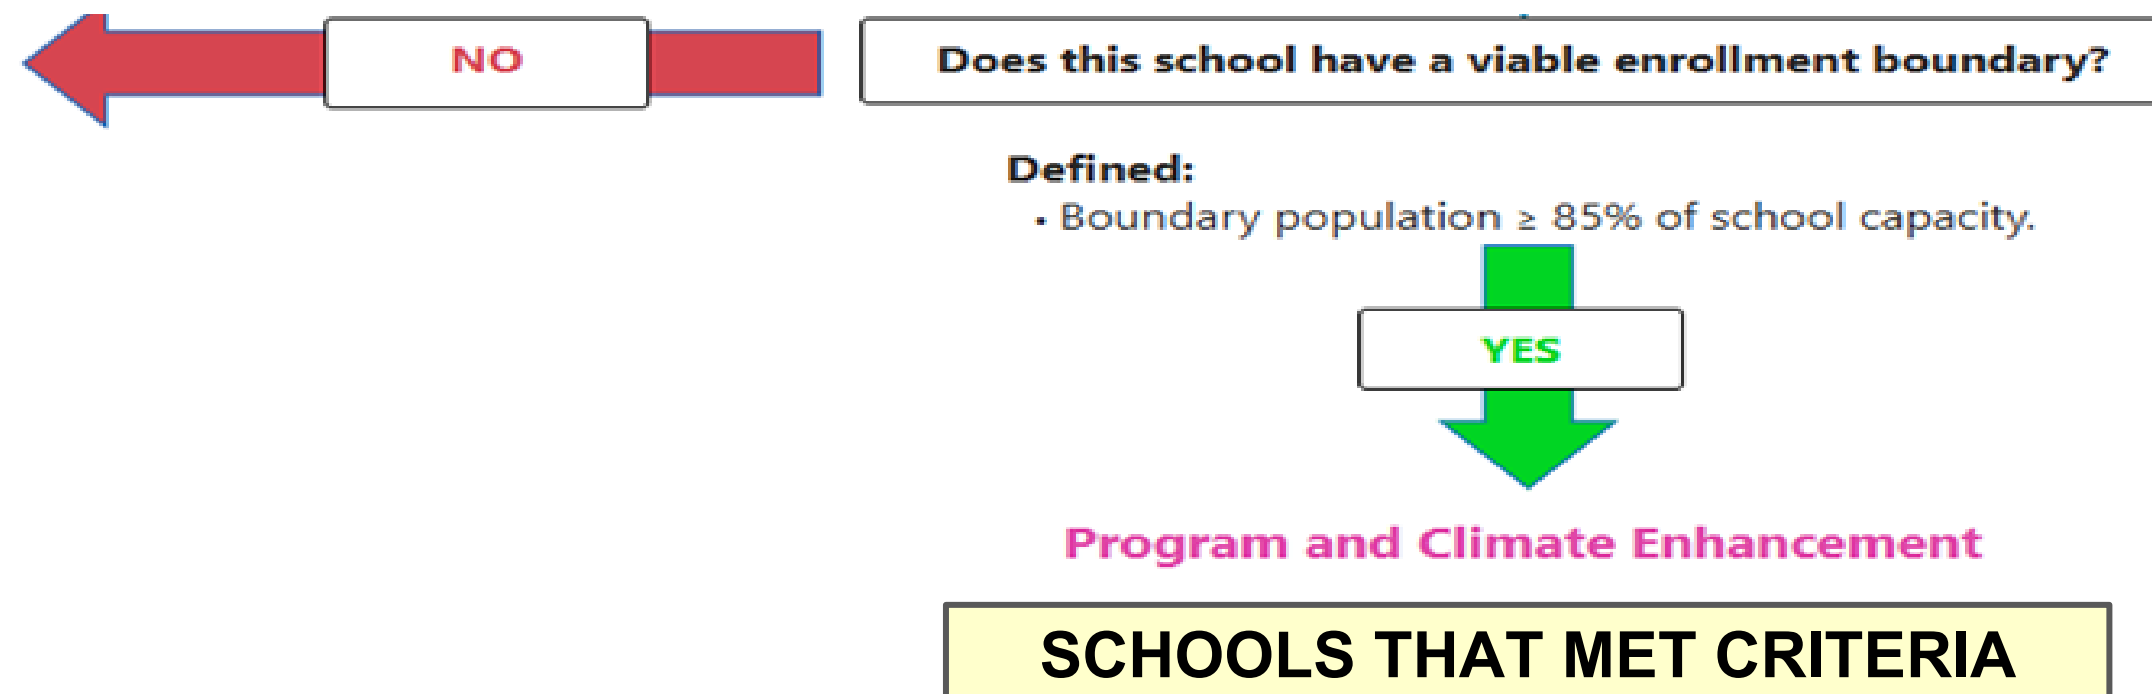 NO
Does this school have a viable enrollment boundary?
Defined:
• Boundary population ≥ 85% of school capacity.
YES
Program and Climate Enhancement
SCHOOLS THAT MET CRITERIA